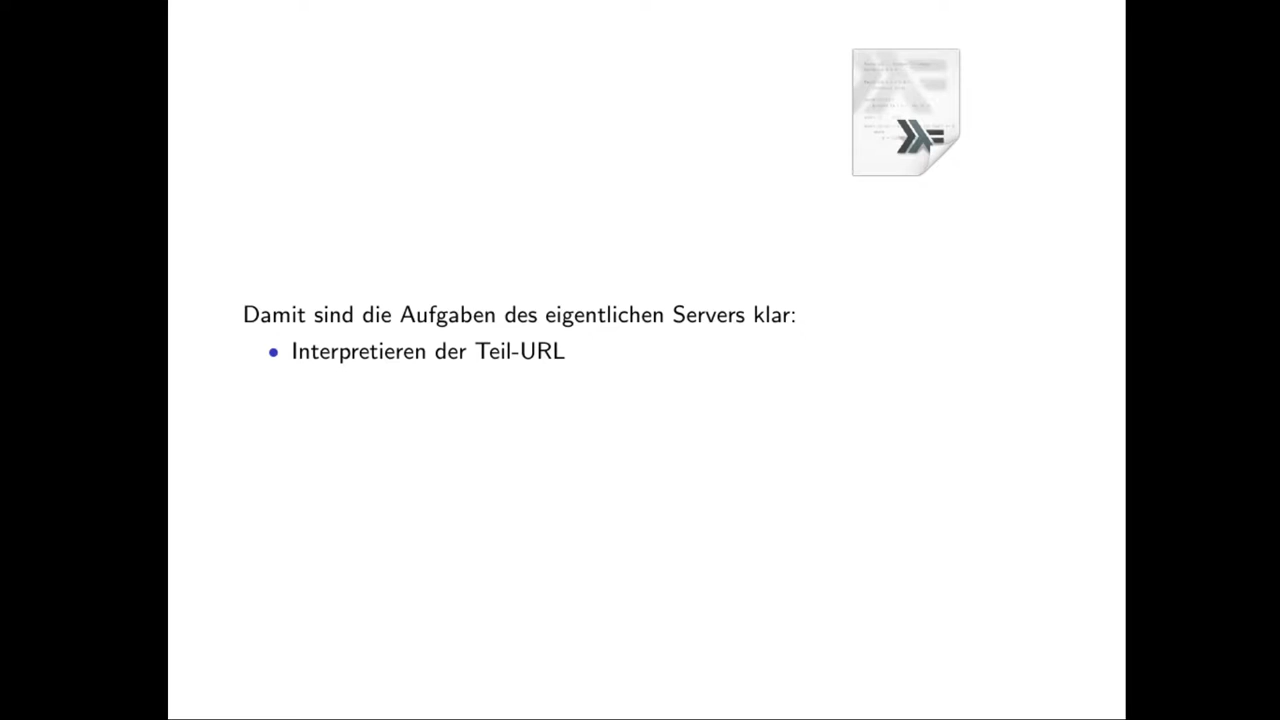 Damit sind die Aufgaben des eigentlichen Servers klar:
• Interpretieren der Teil-URL